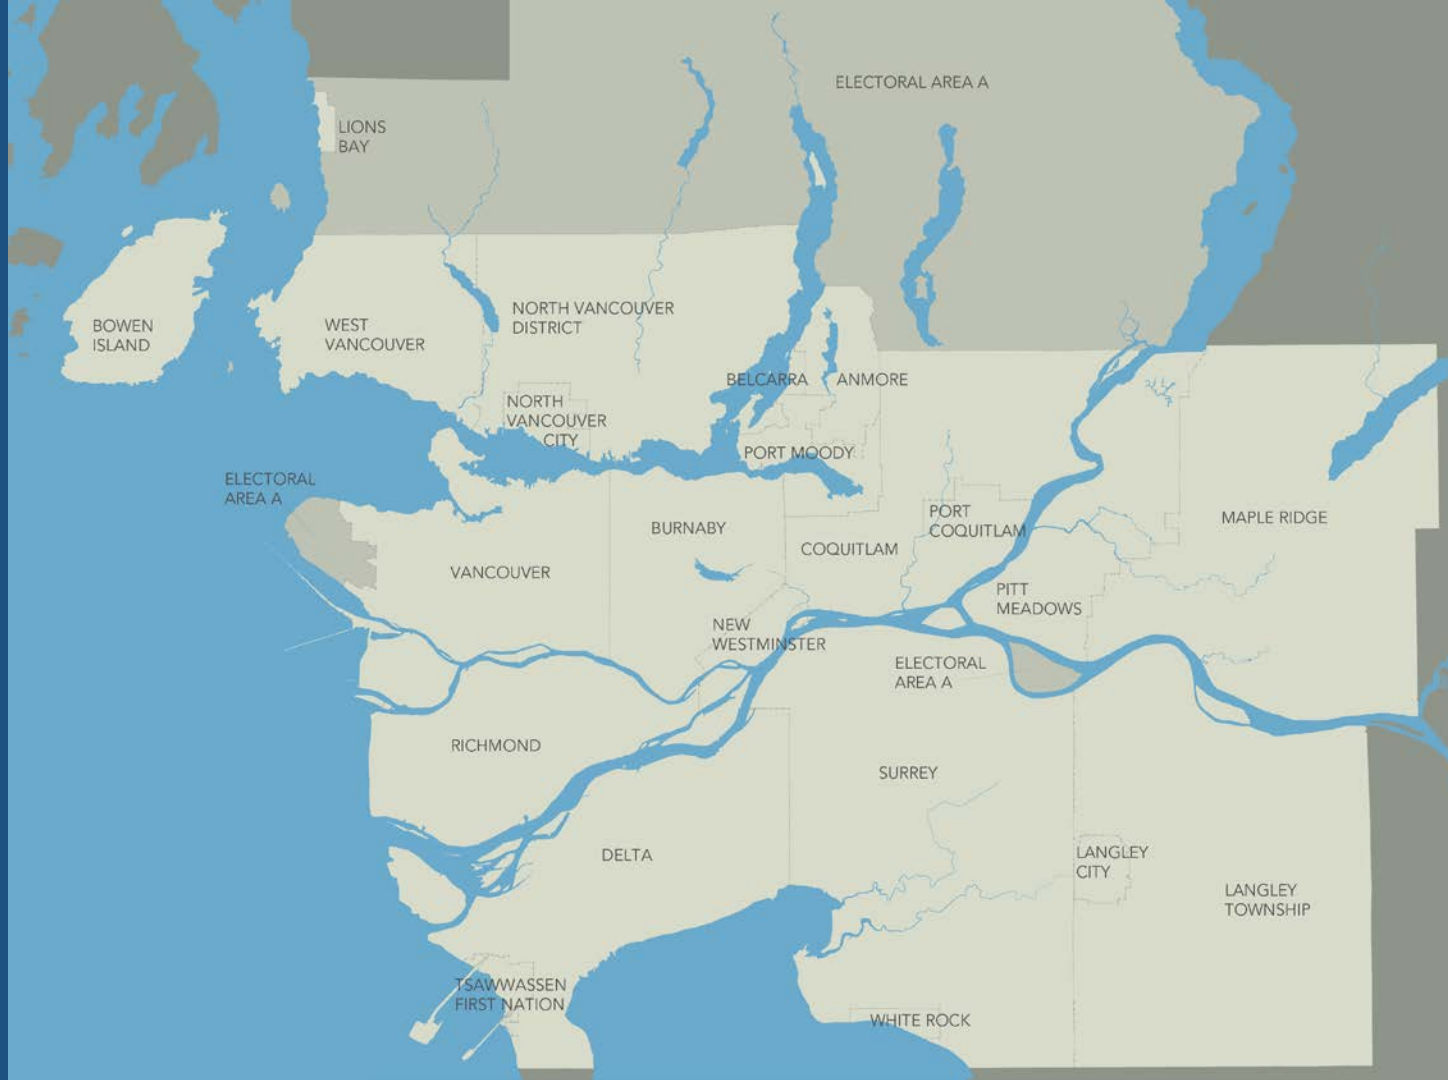 ELECTORAL AREA A
LIONS
BAY
BOWEN
ISLAND
WEST
VANCOUVER
NORTH VANCOUVER
DISTRICT
BELCARRA
ANMORE
NORTH
VANCOUVER
CITY
PORT MOODY
ELECTORAL
AREA A
VANCOUVER
BURNABY
COQUITLAM
PORT
COQUITLAM
MAPLE RIDGE
PITT
MEADOWS
NEW
WESTMINSTER
ELECTORAL
AREA A
RICHMOND
SURREY
DELTA
LANGLEY
CITY
LANGLEY
TOWNSHIP
TSAWWASSEN
FIRST NATION
WHITE ROCK